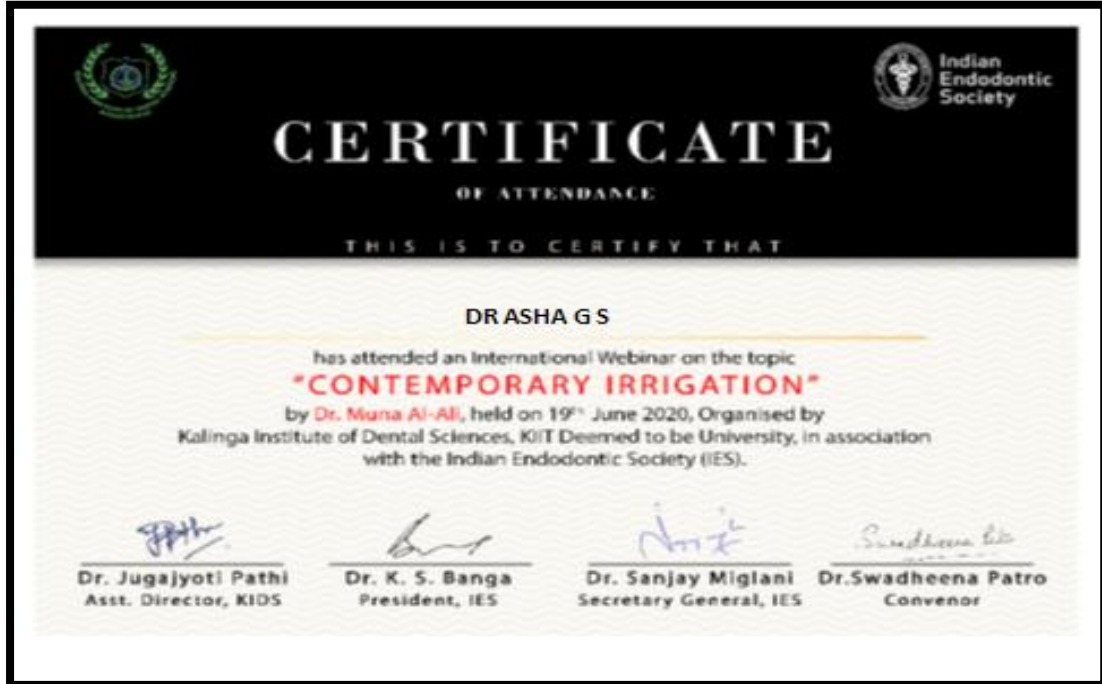 Indian
Endodontic
Society
CERTIFICATE
OF ATTENDANCE
THIS IS TO CERTIFY THAT
DR ASHA G S
has attended an International Webinar on the topic
"CONTEMPORARY IRRIGATION"
by Dr. Muna Al-Ali, held on 19th June 2020, Organised by
Kalinga Institute of Dental Sciences, KIIT Deemed to be University, in association
with the Indian Endodontic Society (IES).
Dr. Jugajyoti Pathi Dr. K. S. Banga Dr. Sanjay Miglani Dr.Swadheena Patro
Asst. Director, KIDS President, IES Secretary General, IES Convenor